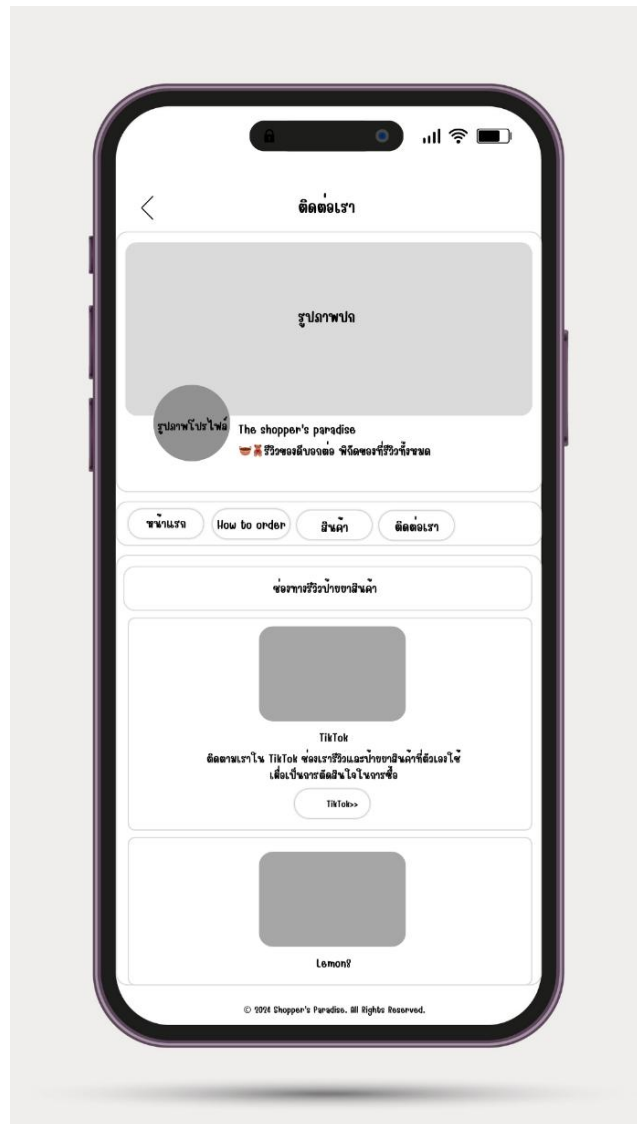 ติดต่อเรา
รูปภาพปก
รูปภาพโปรไฟล์
The shopper's paradise
🧺🧸รีวิวของดีบอกต่อ พิกัดของที่รีวิวทั้งหมด
หน้าแรก How to order สินค้า ติดต่อเรา
ช่องทางรีวิวป้ายยาสินค้า
TikTok
ติดตามเราใน TikTok ช่องเรารีวิวและป้ายยาสินค้าที่ตัวเองใช้
เพื่อเป็นการตัดสินใจในการซื้อ
TikTok>>
Lemon8
© 2024 Shopper's Paradise. All Rights Reserved.